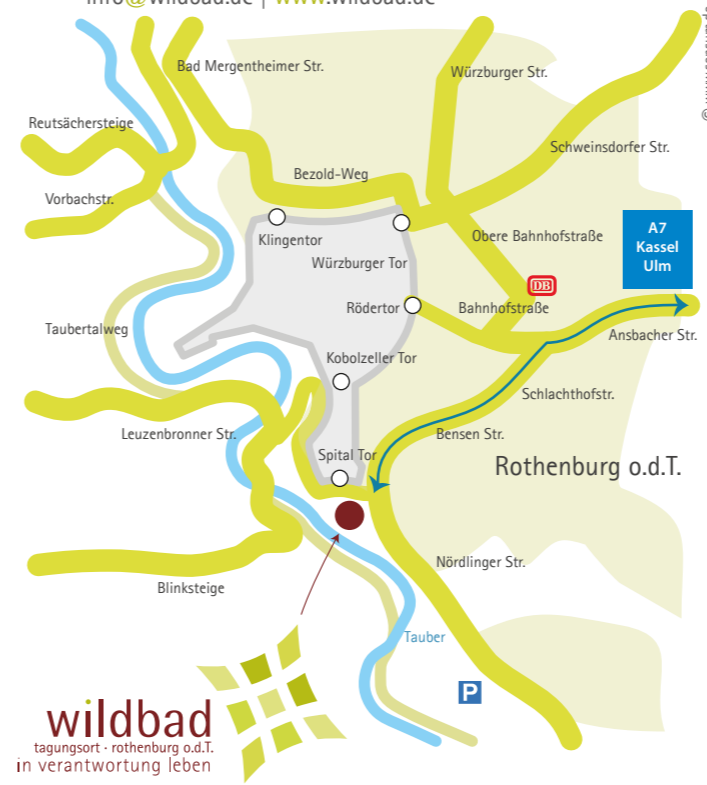 info@wildbad.de | www.wildbad.de
Bad Mergentheimer Str.
Würzburger Str.
Reutsächersteige
Schweinsdorfer Str.
Bezold-Weg
Vorbachstr.
A7
Kassel
Ulm
Klingentor
Obere Bahnhofstraße
Würzburger Tor
DB
Rödertor
Bahnhofstraße
Taubertalweg
Ansbacher Str.
Kobolzeller Tor
Schlachthofstr.
Leuzenbronner Str.
Bensen Str.
Spital Tor
Rothenburg o.d.T.
Nördlinger Str.
Blinksteige
Tauber
P
wildbad
tagungsort · rothenburg o.d.T.
in verantwortung leben